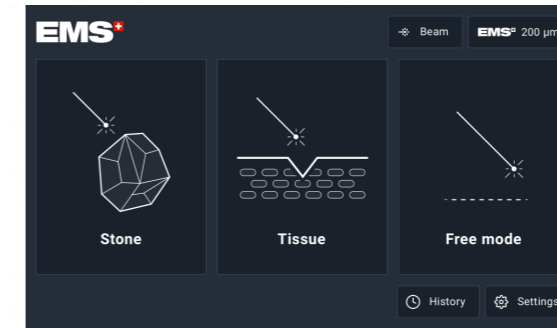 EMS
Beam
EMS 200 μm
Stone
Tissue
Free mode
History
Settings